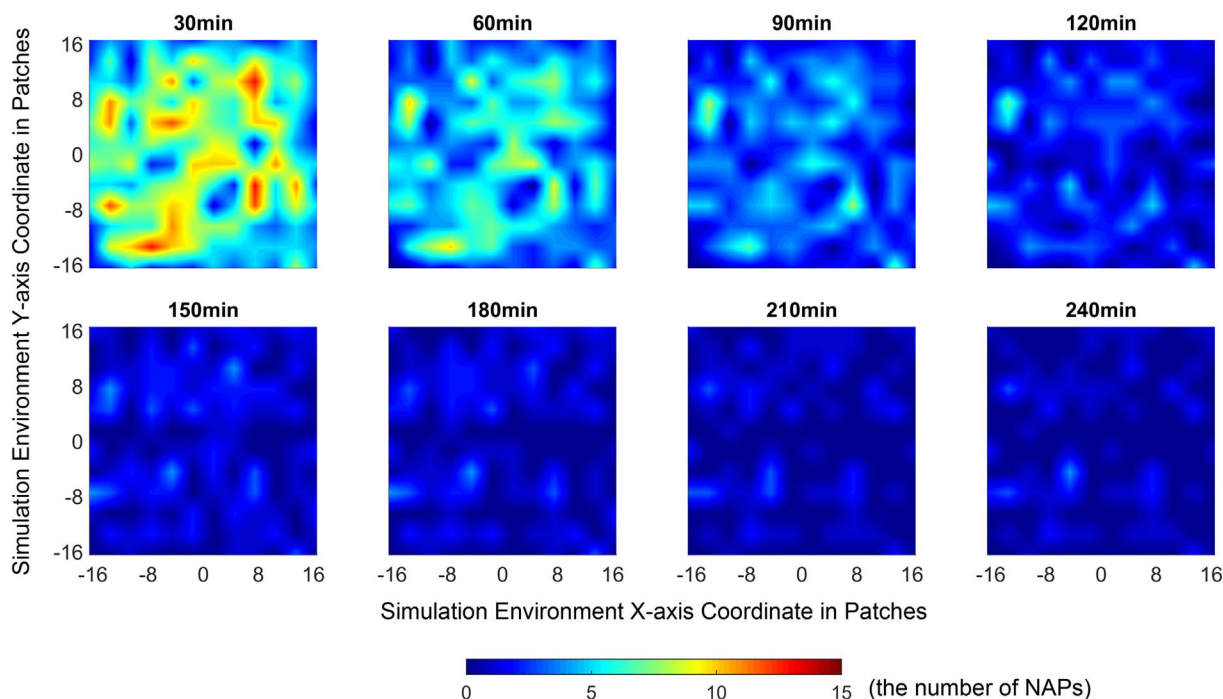 30min 60min 90min 120min
16
8
0
-8
-16
150min 180min 210min 240min
16
8
0
-8
-16
-16 -8 0 8 16 -16 -8 0 8 16 -16 -8 0 8 16 -16 -8 0 8 16
Simulation Environment Y-axis Coordinate in Patches
Simulation Environment X-axis Coordinate in Patches
0 5 10 15 (the number of NAPs)